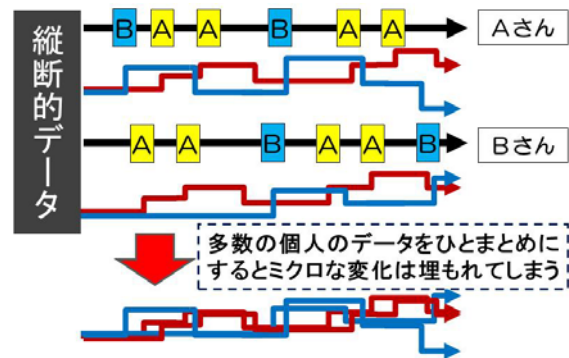 縦断的データ
B A A B A A
Aさん
A A B A A B
Bさん
多数の個人のデータをひとまとめに
するとミクロな変化は埋もれてしまう